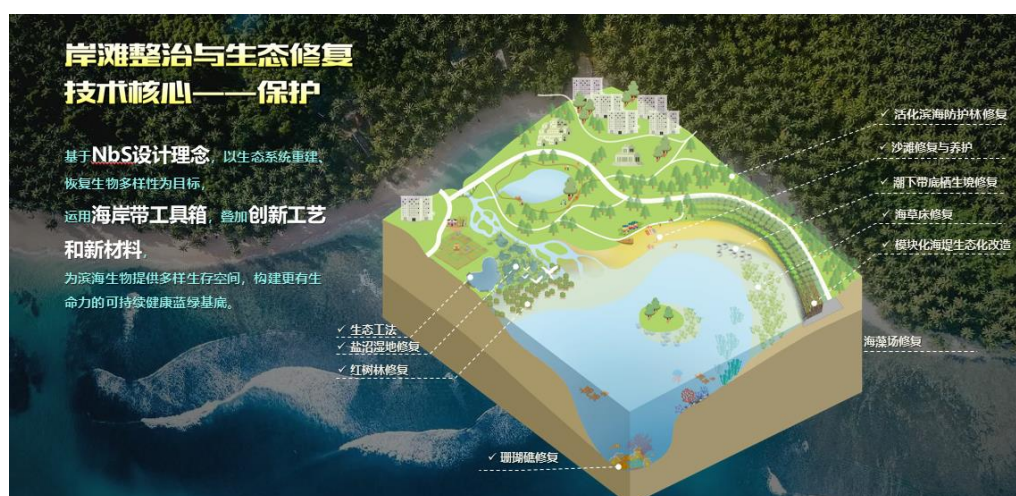 岸滩整治与生态修复
技术核心——保护
基于NbS设计理念，以生态系统重建、
恢复生物多样性为目标，
运用海岸带工具箱，叠加创新工艺
和新材料，
为滨海生物提供多样生存空间，构建更有生
命力的可持续健康蓝绿基底。
✓ 活化滨海防护林修复
✓ 沙滩修复与养护
✓ 潮下带底栖生境修复
✓ 海草床修复
✓ 模块化海堤生态化改造
✓ 生态工法
✓ 盐沼湿地修复
✓ 红树林修复
海藻场修复
✓ 珊瑚礁修复